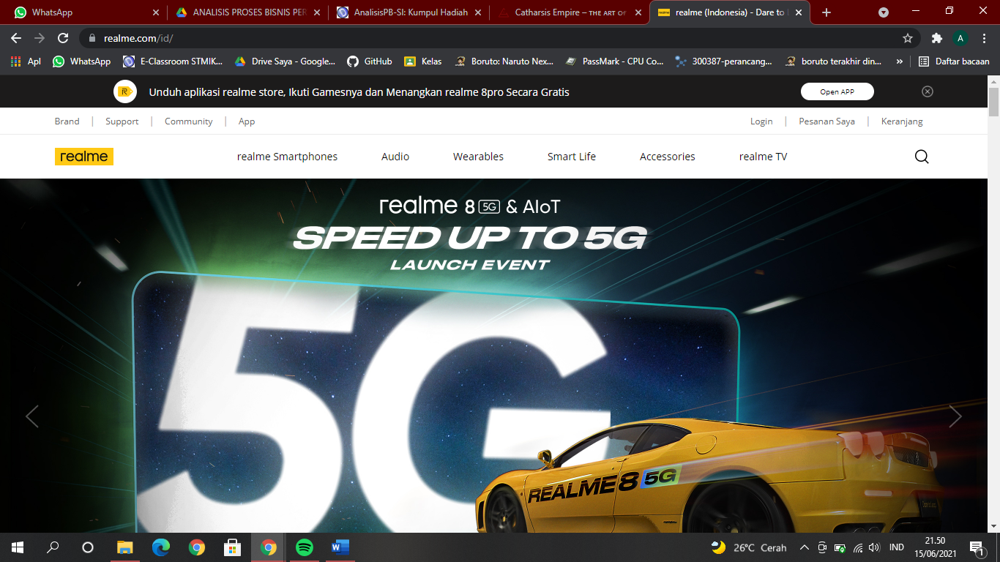 WhatsApp
ANALISIS PROSES BISNIS PER
AnalisisPB-SI: Kumpul Hadiah
Catharsis Empire – ᴛʜᴇ ᴀʀᴛ ᴏꜰ
realme (Indonesia) - Dare to
realme.com/id/
A
Apl
WhatsApp
E-Classroom STMIK...
Drive Saya - Google...
GitHub
Kelas
Boruto: Naruto Nex...
PassMark - CPU Co...
300387-perancang...
boruto terakhir din...
»
Daftar bacaan
Unduh aplikasi realme store, Ikuti Gamesnya dan Menangkan realme 8pro Secara Gratis
Open APP
Brand | Support | Community | App
Login | Pesanan Saya | Keranjang
realme
realme Smartphones
Audio
Wearables
Smart Life
Accessories
realme TV
realme 8 5G & AIoT
SPEED UP TO 5G
LAUNCH EVENT
5G
REALME 8 5G
26°C Cerah
IND
21.50
15/06/2021
1